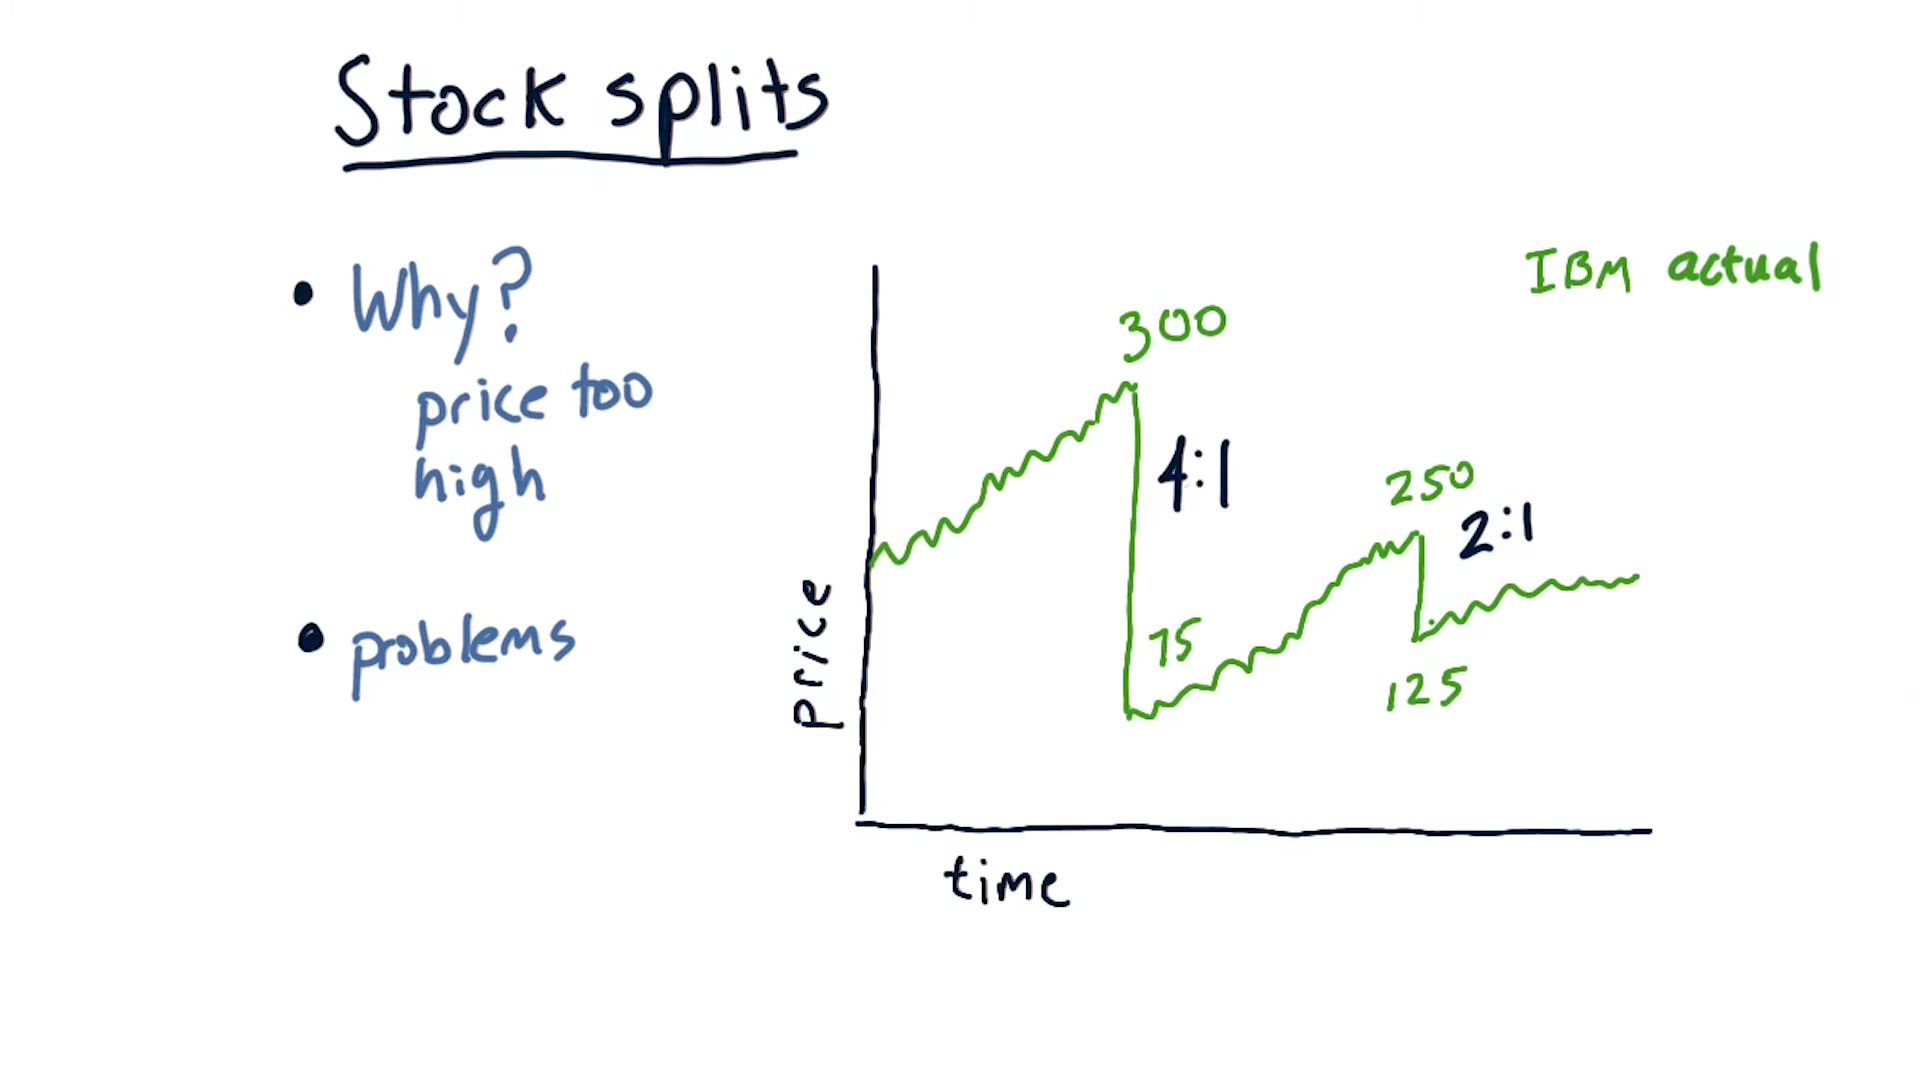 Stock splits
• Why?
price too
high
• problems
IBM actual
300
4:1
75
250
2:1
125
price
time